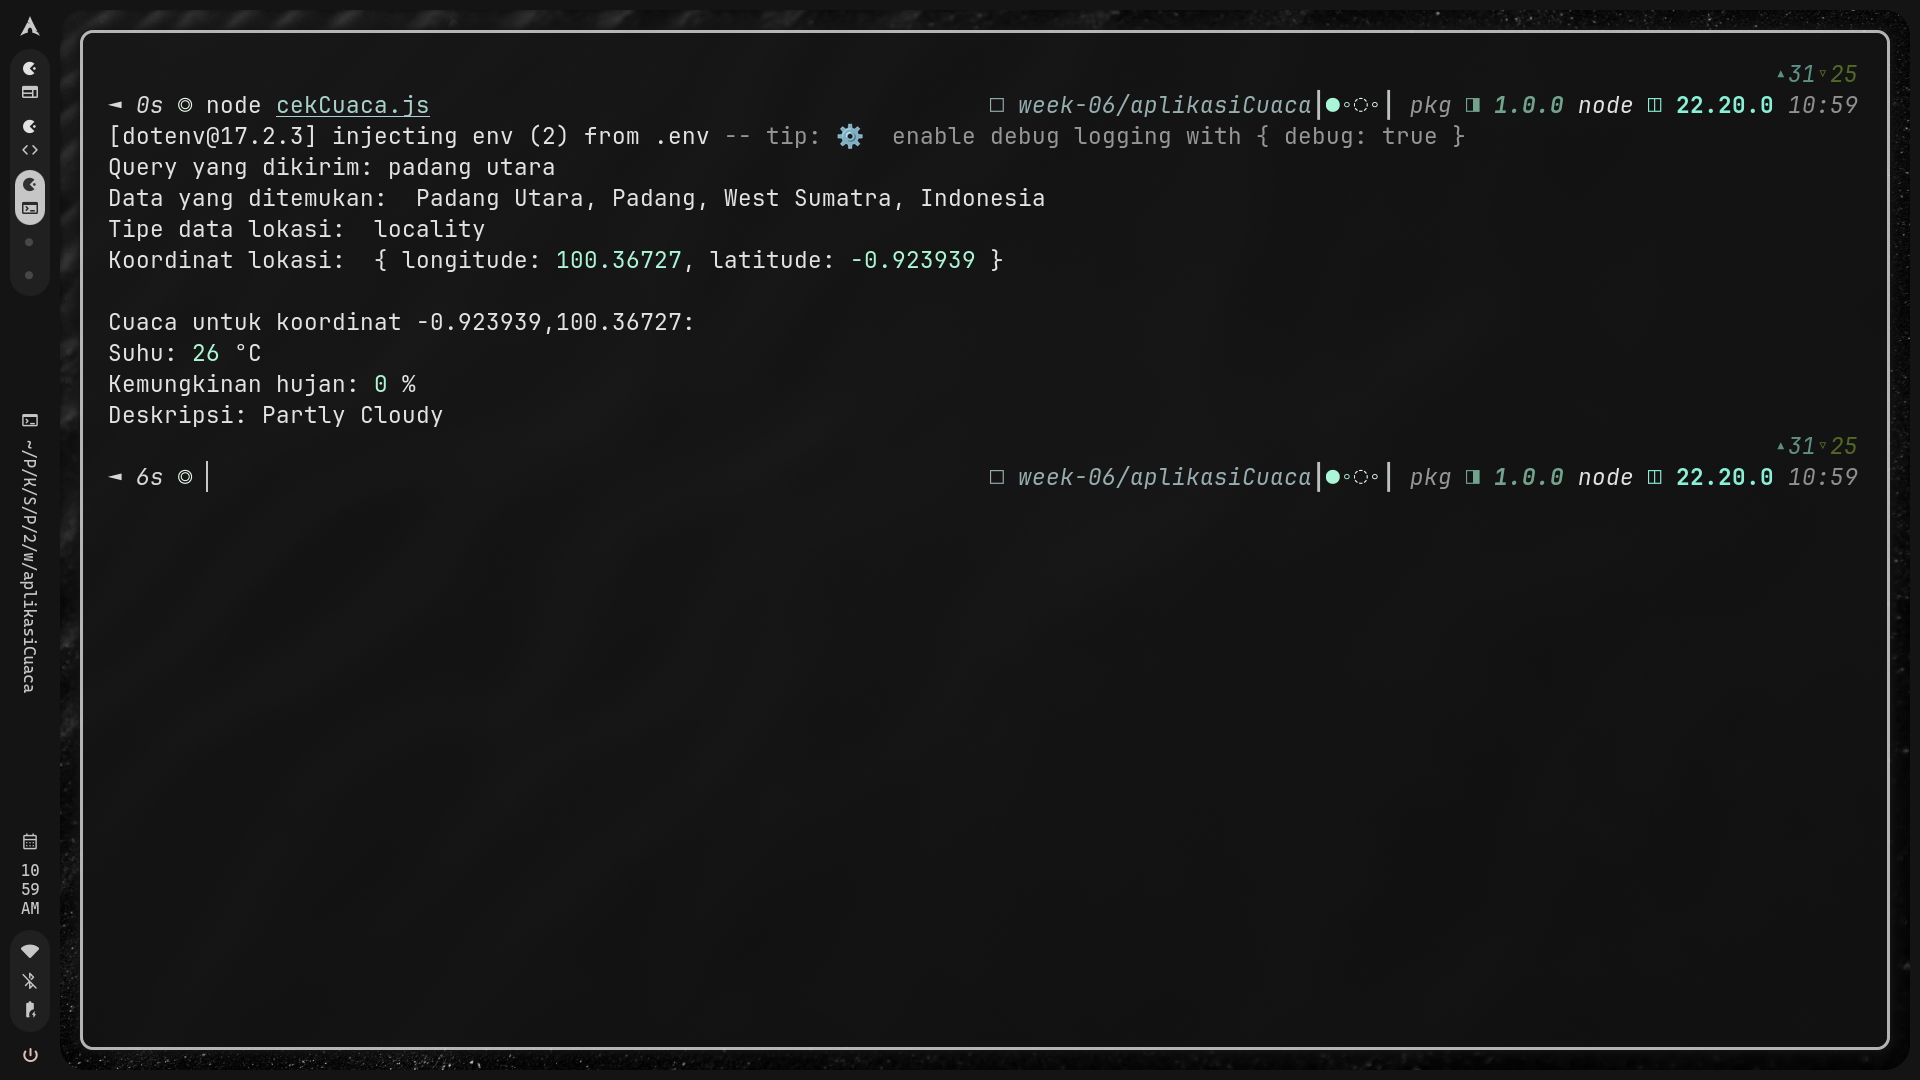 ▲31▽25
◄ 0s ◎ node cekCuaca.js □ week-06/aplikasiCuaca pkg ◨ 1.0.0 node ◫ 22.20.0 10:59
[dotenv@17.2.3] injecting env (2) from .env -- tip: ⚙️ enable debug logging with { debug: true }
Query yang dikirim: padang utara
Data yang ditemukan:  Padang Utara, Padang, West Sumatra, Indonesia
Tipe data lokasi:  locality
Koordinat lokasi:  { longitude: 100.36727, latitude: -0.923939 }
Cuaca untuk koordinat -0.923939,100.36727:
Suhu: 26 °C
Kemungkinan hujan: 0 %
Deskripsi: Partly Cloudy
▲31▽25
◄ 6s ◎ □ week-06/aplikasiCuaca pkg ◨ 1.0.0 node ◫ 22.20.0 10:59
~/P/K/S/P/2/w/aplikasiCuaca
10
59
AM